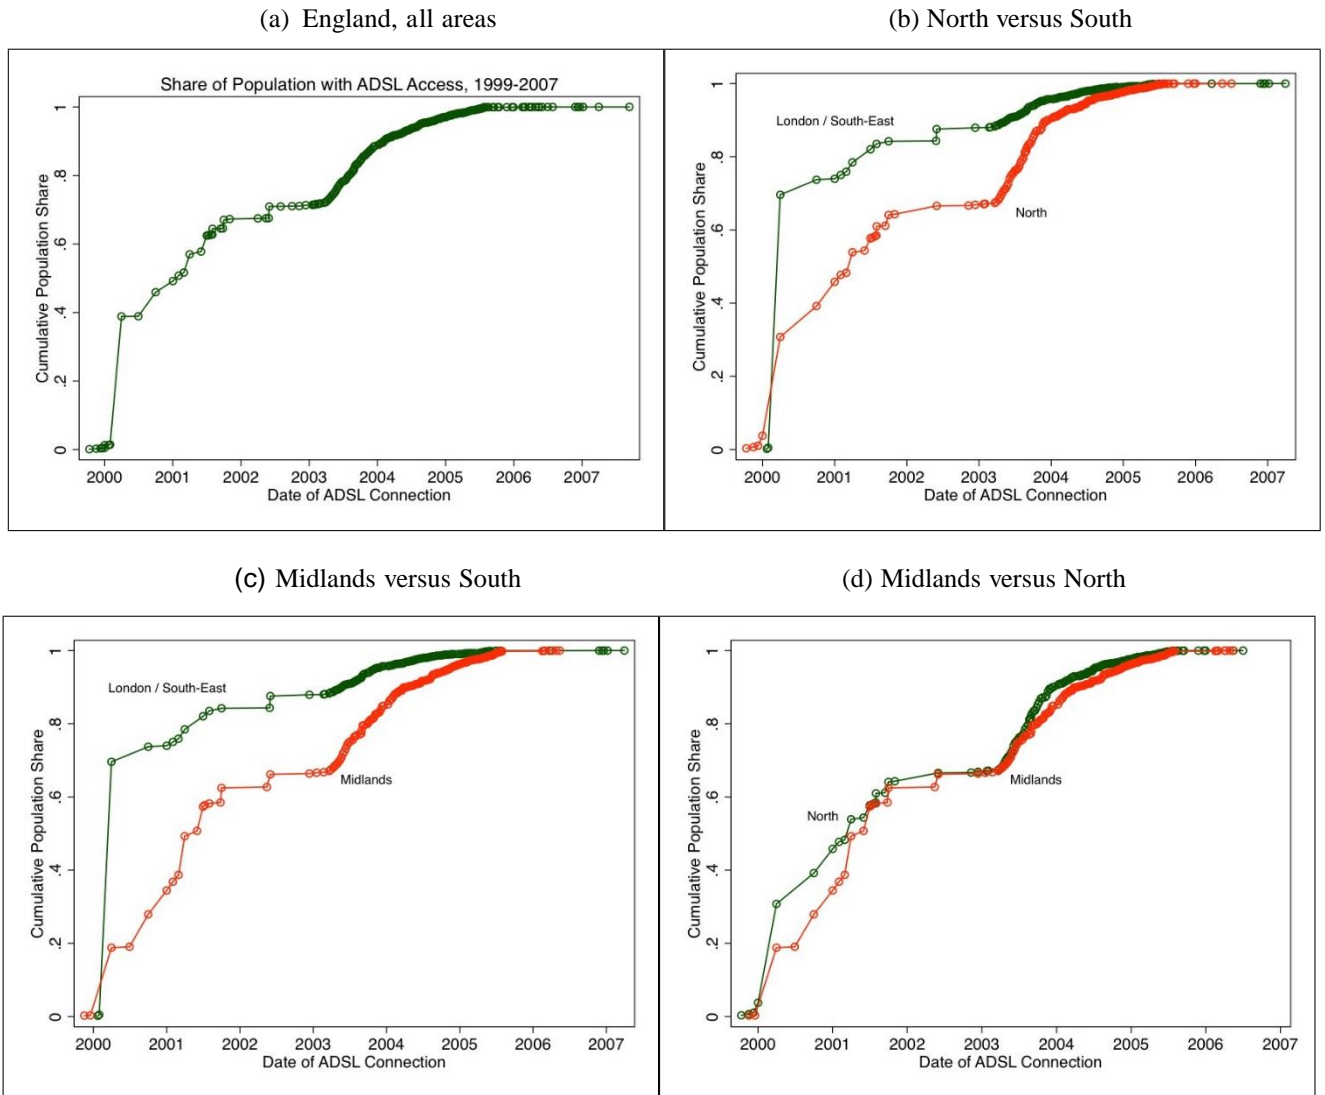 (a) England, all areas
(b) North versus South
Share of Population with ADSL Access, 1999-2007
Cumulative Population Share
0 .2 .4 .6 .8 1
2000 2001 2002 2003 2004 2005 2006 2007
Date of ADSL Connection
London / South-East
North
Cumulative Population Share
0 .2 .4 .6 .8 1
2000 2001 2002 2003 2004 2005 2006 2007
Date of ADSL Connection
(c) Midlands versus South
(d) Midlands versus North
London / South-East
Midlands
Cumulative Population Share
0 .2 .4 .6 .8 1
2000 2001 2002 2003 2004 2005 2006 2007
Date of ADSL Connection
North
Midlands
Cumulative Population Share
0 .2 .4 .6 .8 1
2000 2001 2002 2003 2004 2005 2006 2007
Date of ADSL Connection